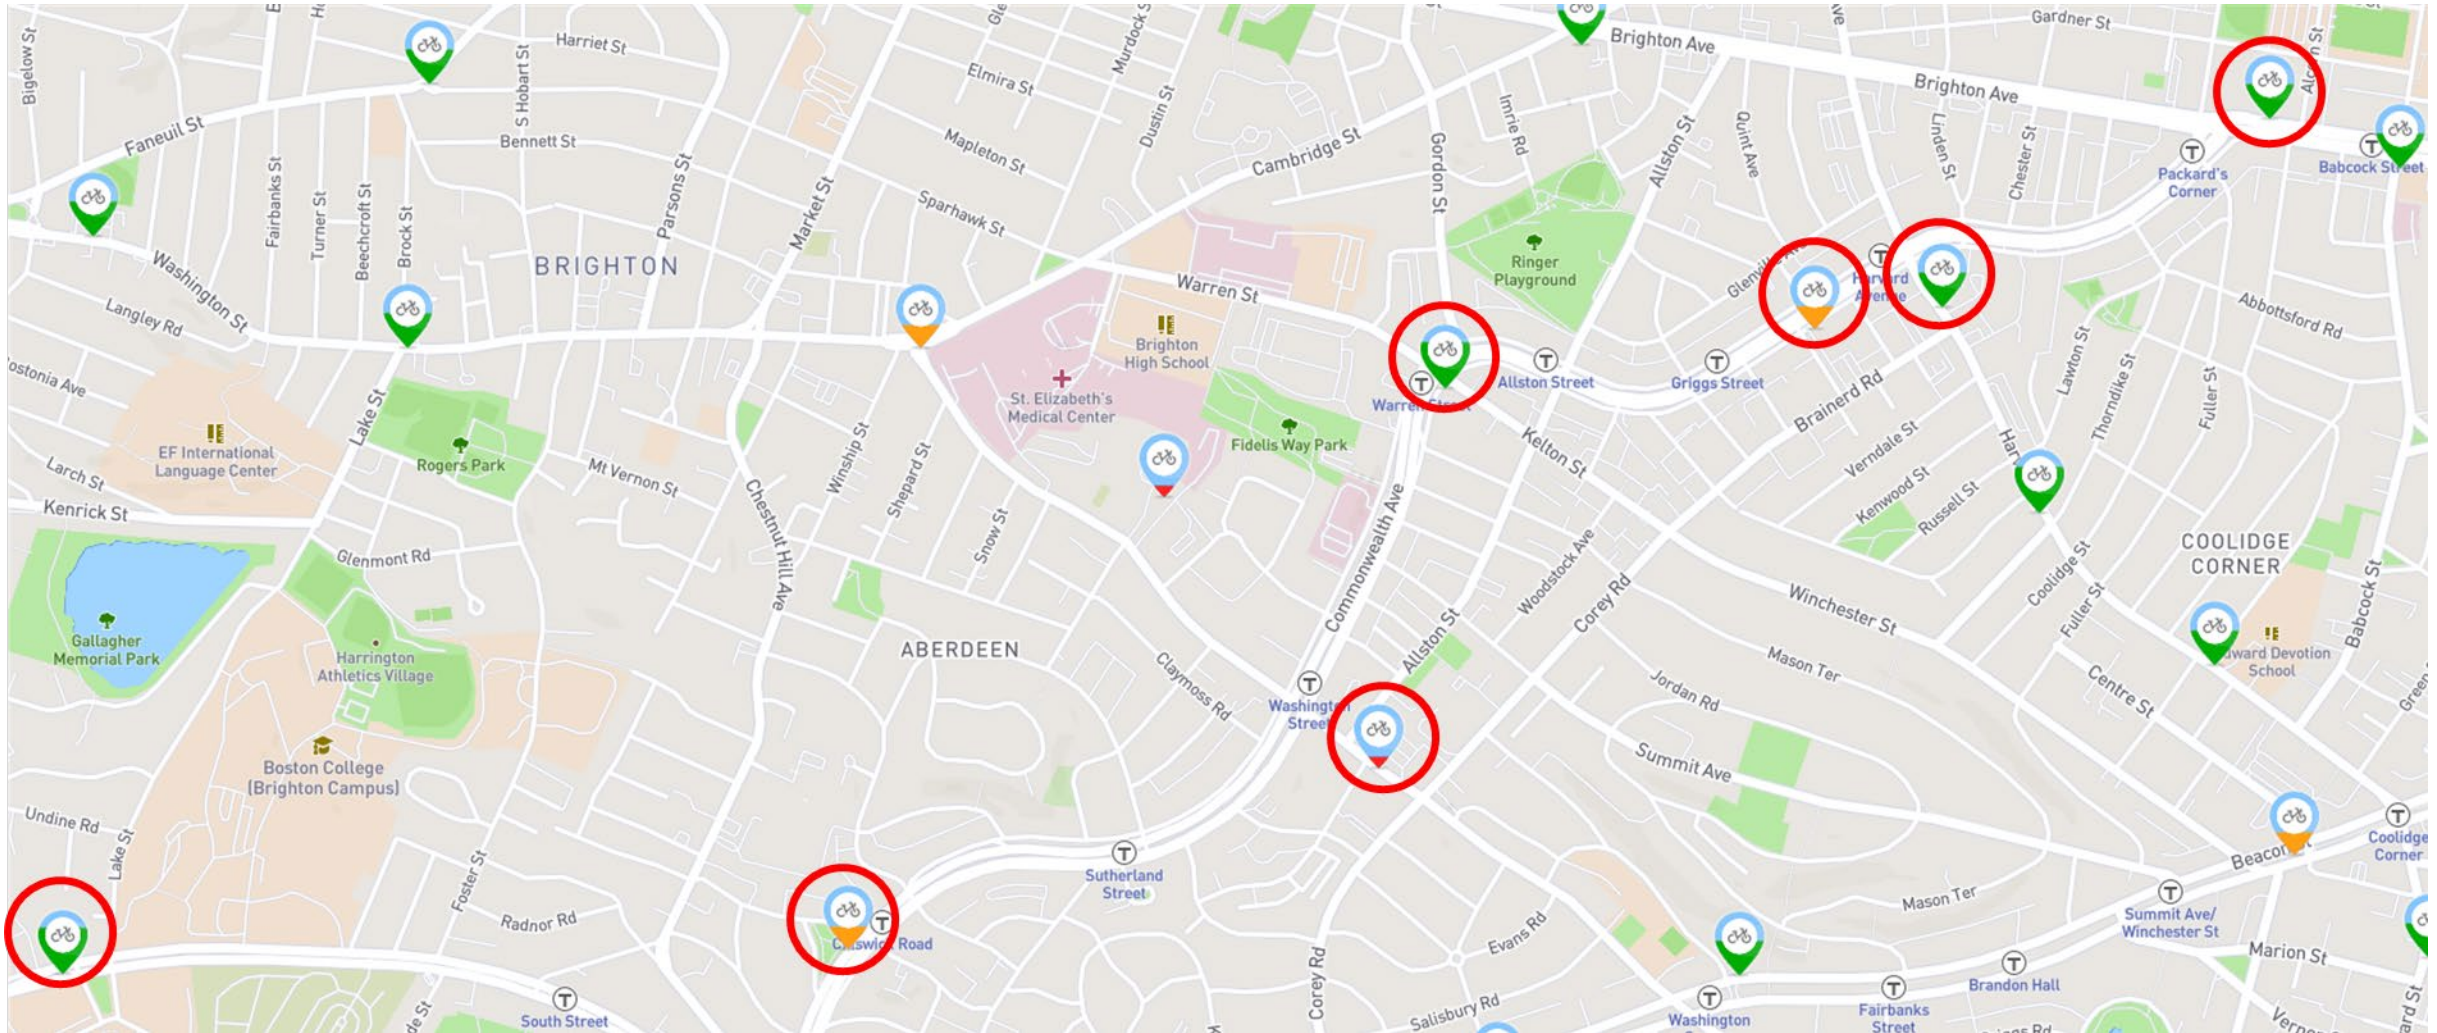 Gardner St
Harriet St
Murdock S
Brighton Ave
Bigelow St
S Hobart St
Elmira St
Brighton Ave
Faneuil St
Bennett St
Dustin St
Imrie Rd
Quint Ave
Linden St
Mapleton St
Cambridge St
Allston St
Chester St
Packard's
Corner
Babcock Street
Fairbanks St
Turner St
Beechcroft St
Brock St
Parsons St
Market St
Sparhawk St
Gordon St
Washington St
BRIGHTON
Ringer
Playground
Warren St
Langley Rd
Abbottsford Rd
Brighton
High School
Allston Street
Griggs Street
St. Elizabeth's
Medical Center
Brainerd Rd
Lawton St
Thorndike St
Fuller St
Lake St
EF International
Language Center
Rogers Park
Winship St
Shepard St
Fidelis Way Park
Kelton St
Verndale St
Larch St
Mt Vernon St
Kenwood St
Russell St
Kenrick St
Chestnut Hill Ave
Snow St
Commonwealth Ave
Woodstock Ave
COOLIDGE
CORNER
Glenmont Rd
Corey Rd
Coolidge St
Fuller St
Winchester St
Babcock St
Gallagher
Memorial Park
Harrington
Athletics Village
ABERDEEN
Claymoss Rd
Allston St
Mason Ter
School
Jordan Rd
Centre St
Washington
Street
Boston College
(Brighton Campus)
Summit Ave
Undine Rd
Lake St
Foster St
Sutherland
Street
Coolidge
Corner
Radnor Rd
Evans Rd
Mason Ter
Summit Ave/
Winchester St
Marion St
Corey Rd
Brandon Hall
South Street
Salisbury Rd
Washington
Fairbanks
Street